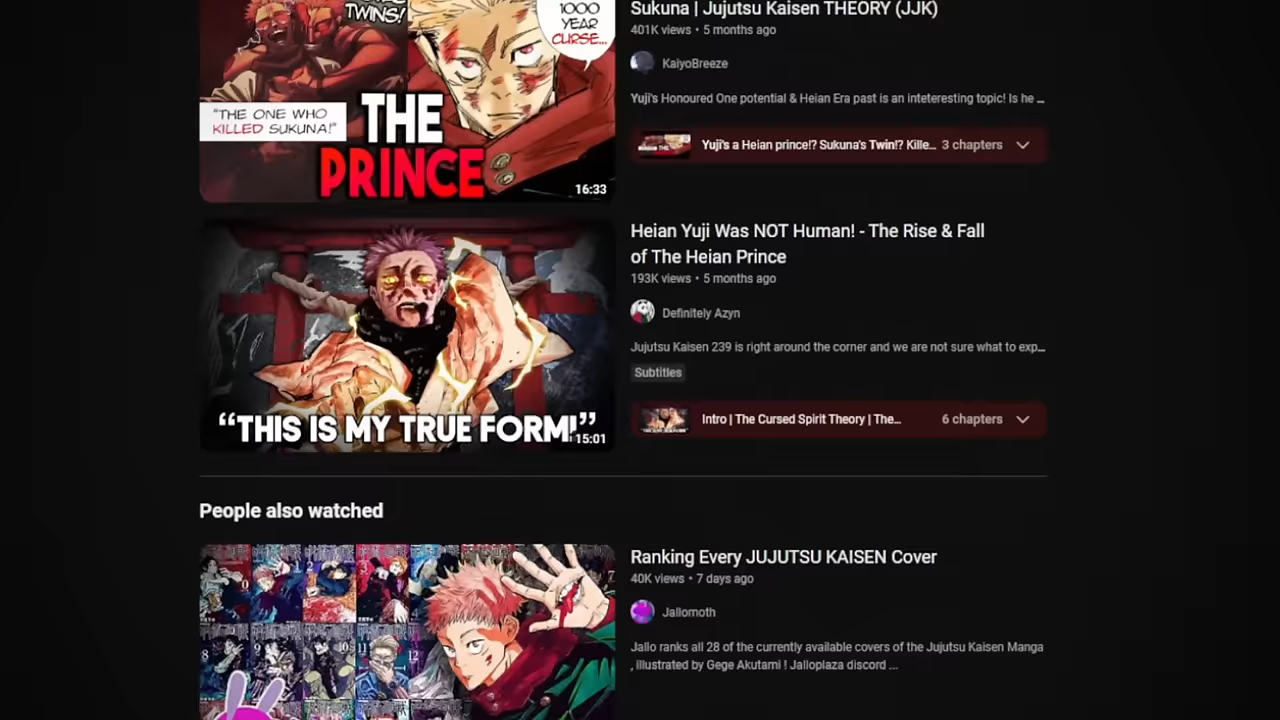 TWINS!
1000
YEAR
CURSE...
"THE ONE WHO
KILLED SUKUNA!"
THE
PRINCE
16:33
Sukuna | Jujutsu Kaisen THEORY (JJK)
401K views • 5 months ago
KaiyoBreeze
Yuji's Honoured One potential & Heian Era past is an inteteresting topic! Is he ...
Yuji's a Heian prince!? Sukuna's Twin!? Kille... 3 chapters
"THIS IS MY TRUE FORM!"
15:01
Heian Yuji Was NOT Human! - The Rise & Fall
of The Heian Prince
193K views • 5 months ago
Definitely Azyn
Jujutsu Kaisen 239 is right around the corner and we are not sure what to exp...
Subtitles
Intro | The Cursed Spirit Theory | The... 6 chapters
People also watched
Ranking Every JUJUTSU KAISEN Cover
40K views • 7 days ago
Jallomoth
Jallo ranks all 28 of the currently available covers of the Jujutsu Kaisen Manga
, illustrated by Gege Akutami ! Jalloplaza discord ...